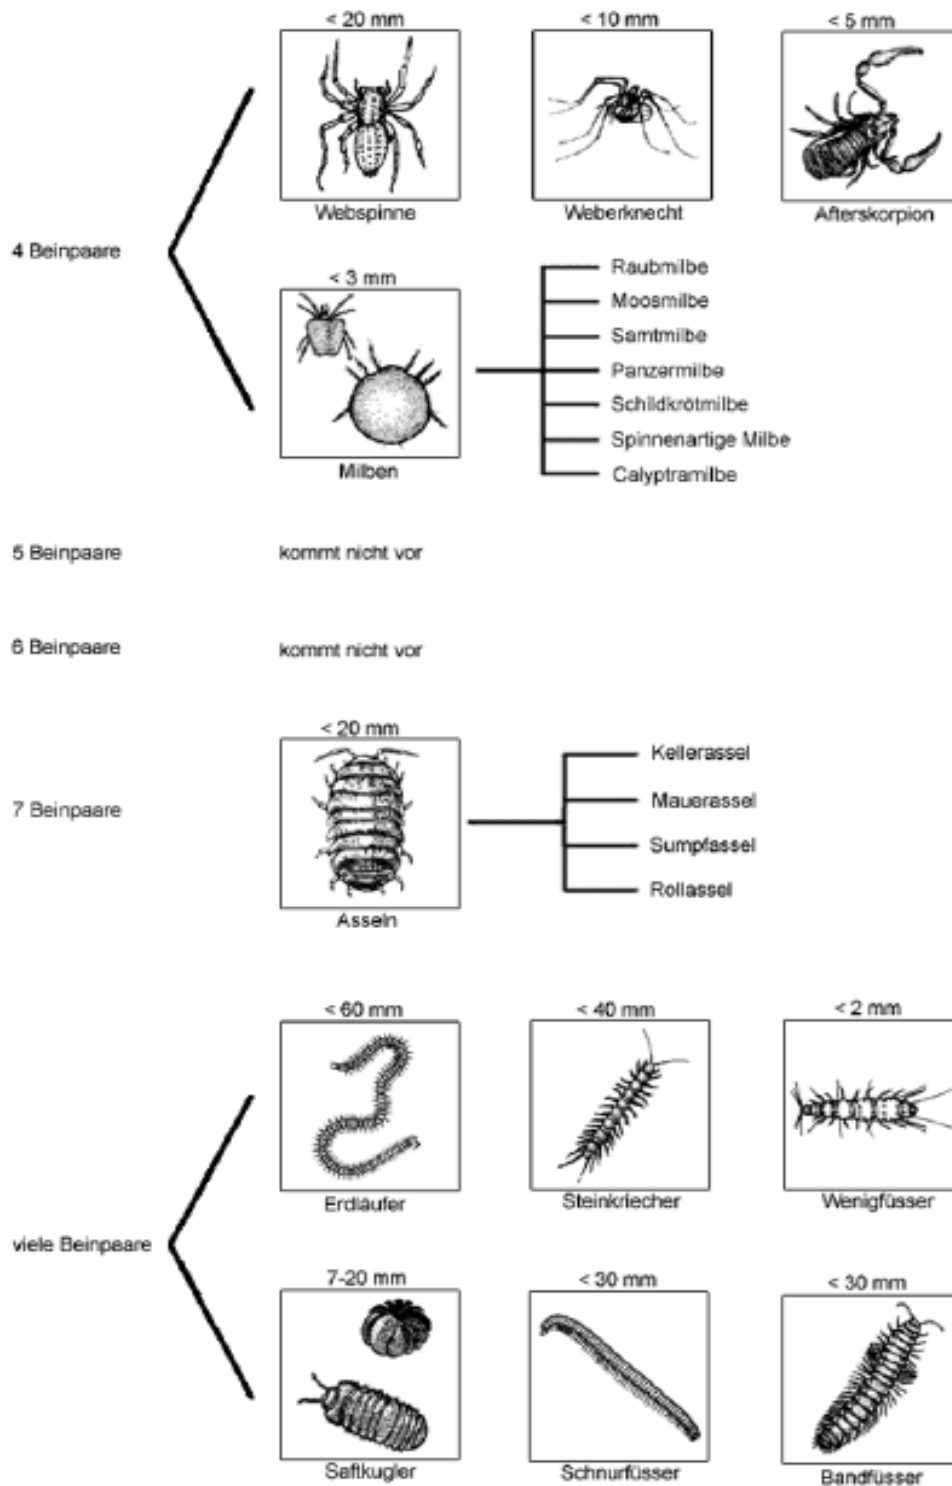 < 20 mm
< 10 mm
< 5 mm
Webspinne
Weberknecht
Afterskorpion
4 Beinpaare
< 3 mm
Milben
Raubmilbe
Moosmilbe
Samtmilbe
Panzermilbe
Schildkrötmilbe
Spinnenartige Milbe
Calyptramilbe
5 Beinpaare
kommt nicht vor
6 Beinpaare
kommt nicht vor
< 20 mm
7 Beinpaare
Asseln
Kellerassel
Mauerassel
Sumpfassel
Rollassel
< 60 mm
< 40 mm
< 2 mm
Erdläufer
Steinkriecher
Wenigfüsser
viele Beinpaare
7-20 mm
< 30 mm
< 30 mm
Saftkugler
Schnurfüsser
Bandfüsser